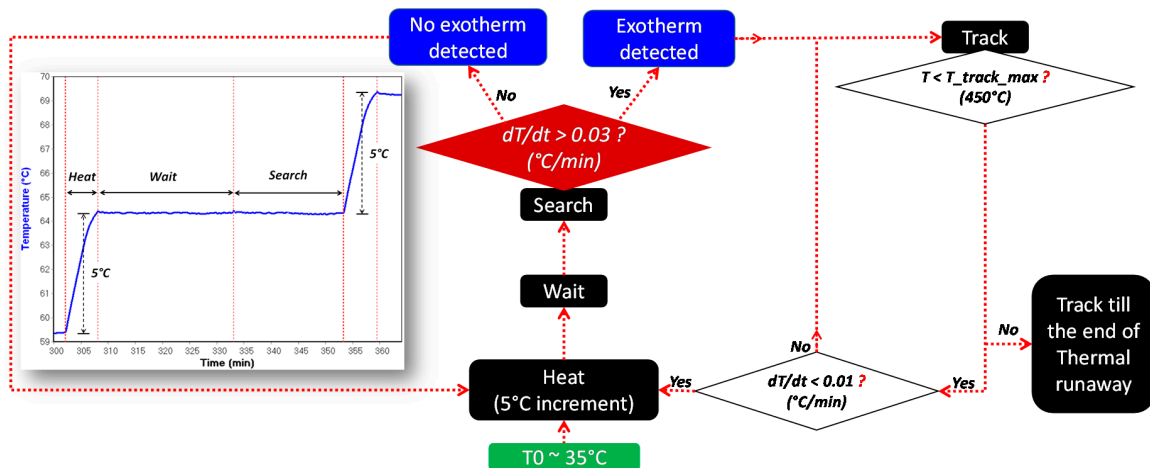 No exotherm
detected
Exotherm
detected
Track
T < T_track_max ?
(450°C)
No
Yes
dT/dt > 0.03 ?
(°C/min)
Search
Wait
Heat
(5°C increment)
T0 ~ 35°C
Yes
No
dT/dt < 0.01 ?
(°C/min)
Yes
No
Track till
the end of
Thermal
runaway
70
69
68
67
66
65
64
63
62
61
60
59
Temperature (°C)
Heat
Wait
Search
5°C
5°C
300
305
310
315
320
325
330
335
340
345
350
355
360
Time (min)